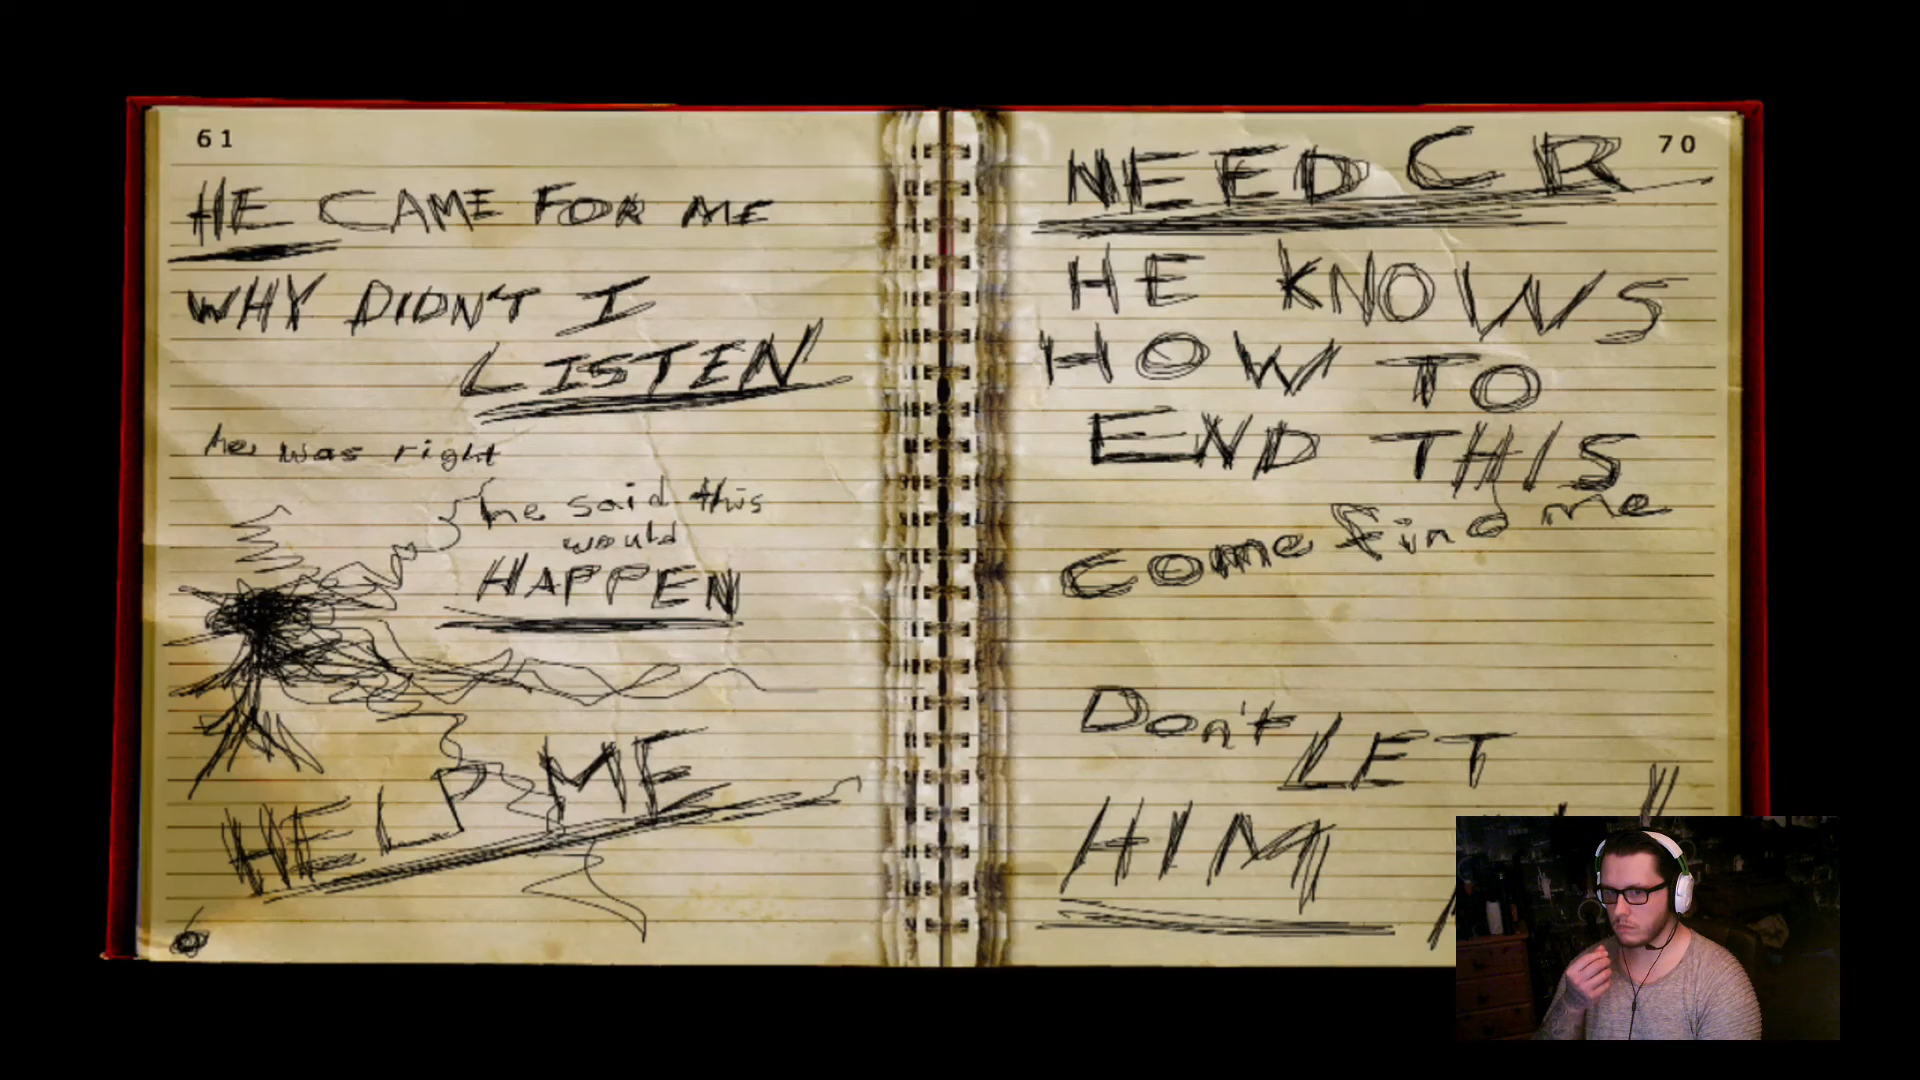 61
HE CAME FOR ME
WHY DIDN'T I
LISTEN
he was right
he said this
would
HAPPEN
HELP ME
70
NEED CR
HE KNOWS
HOW TO
END THIS
come find me
Don't LET
HIM